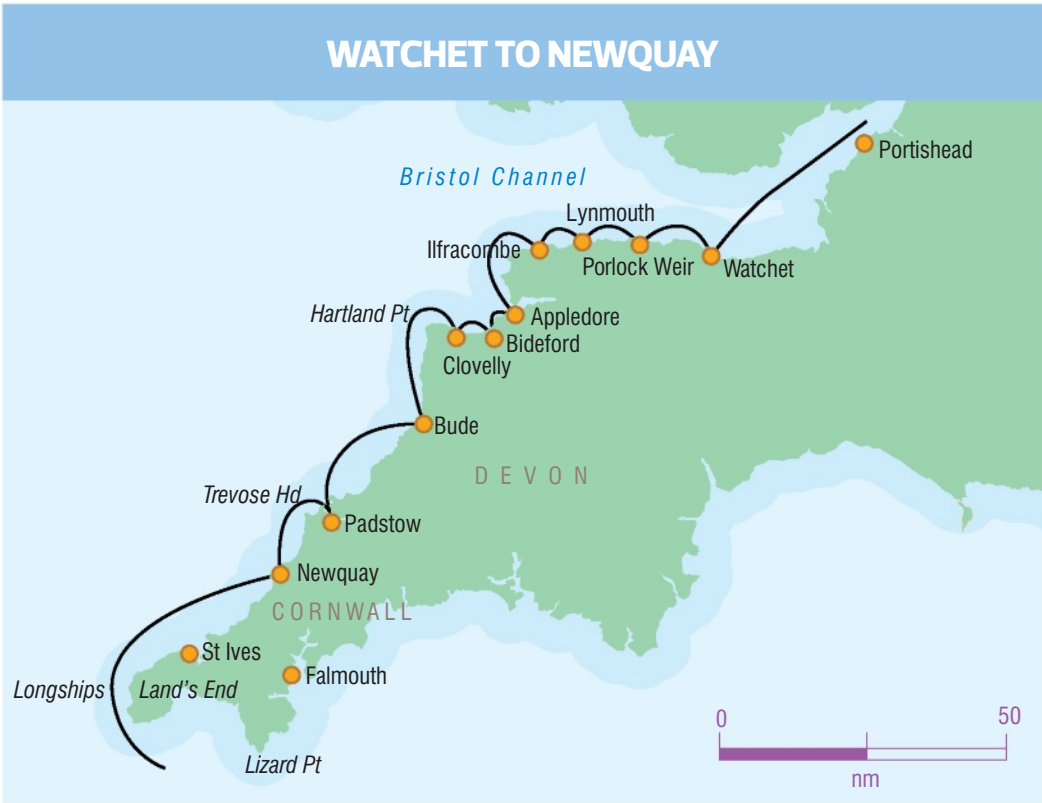 WATCHET TO NEWQUAY
Portishead
Bristol Channel
Lynmouth
Ilfracombe
Porlock Weir
Watchet
Hartland Pt
Appledore
Bideford
Clovelly
Bude
DEVON
Trevose Hd
Padstow
Newquay
CORNWALL
St Ives
Falmouth
Longships
Land's End
Lizard Pt
0 50
nm